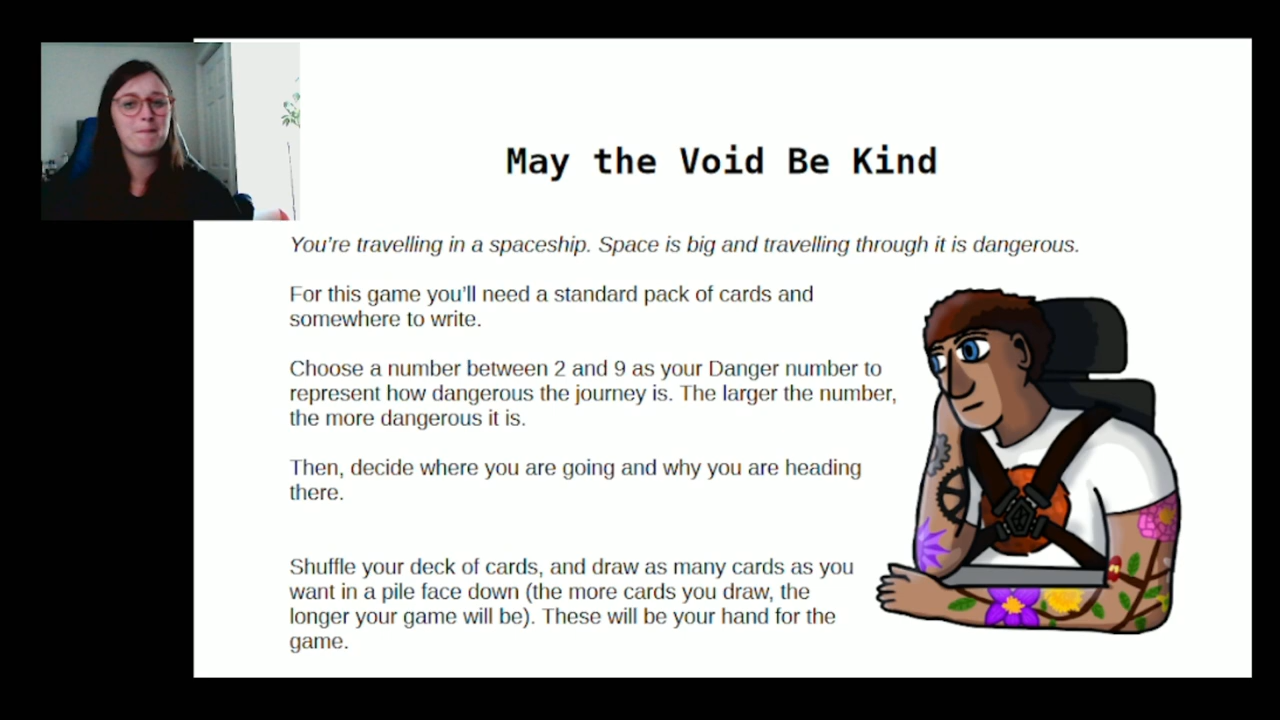 May the Void Be Kind
You're travelling in a spaceship. Space is big and travelling through it is dangerous.
For this game you'll need a standard pack of cards and
somewhere to write.
Choose a number between 2 and 9 as your Danger number to
represent how dangerous the journey is. The larger the number,
the more dangerous it is.
Then, decide where you are going and why you are heading
there.
Shuffle your deck of cards, and draw as many cards as you
want in a pile face down (the more cards you draw, the
longer your game will be). These will be your hand for the
game.